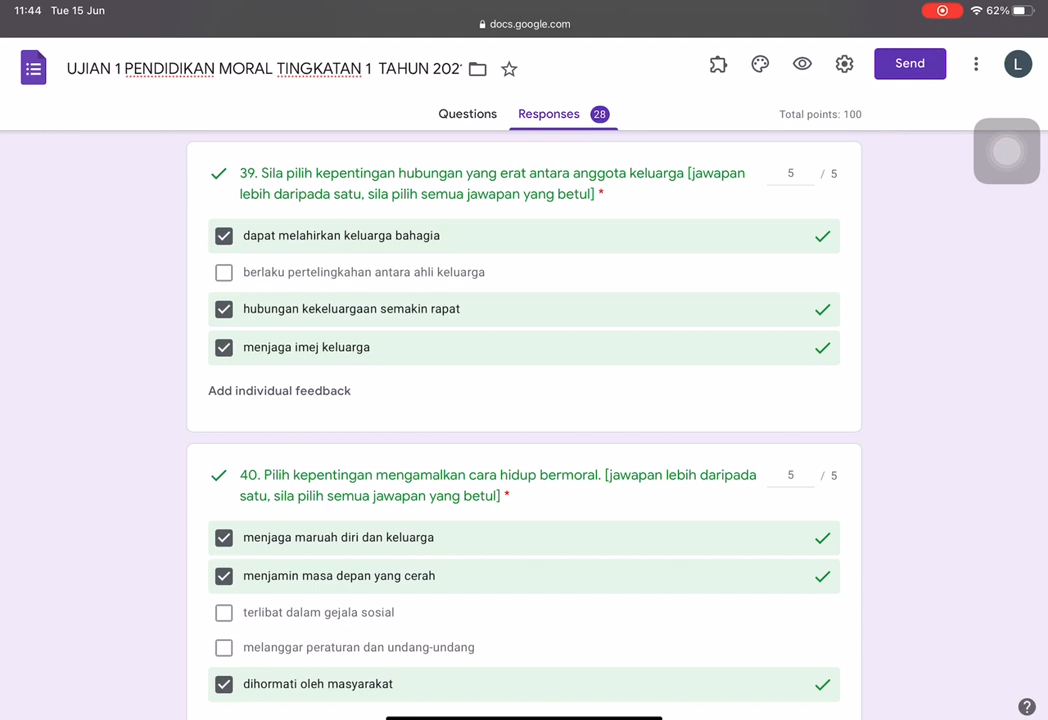 11:44 Tue 15 Jun
62%
docs.google.com
UJIAN 1 PENDIDIKAN MORAL TINGKATAN 1 TAHUN 202
Send
L
Questions
Responses 28
Total points: 100
39. Sila pilih kepentingan hubungan yang erat antara anggota keluarga [jawapan
lebih daripada satu, sila pilih semua jawapan yang betul] *
5 / 5
dapat melahirkan keluarga bahagia
berlaku pertelingkahan antara ahli keluarga
hubungan kekeluargaan semakin rapat
menjaga imej keluarga
Add individual feedback
40. Pilih kepentingan mengamalkan cara hidup bermoral. [jawapan lebih daripada
satu, sila pilih semua jawapan yang betul] *
5 / 5
menjaga maruah diri dan keluarga
menjamin masa depan yang cerah
terlibat dalam gejala sosial
melanggar peraturan dan undang-undang
dihormati oleh masyarakat